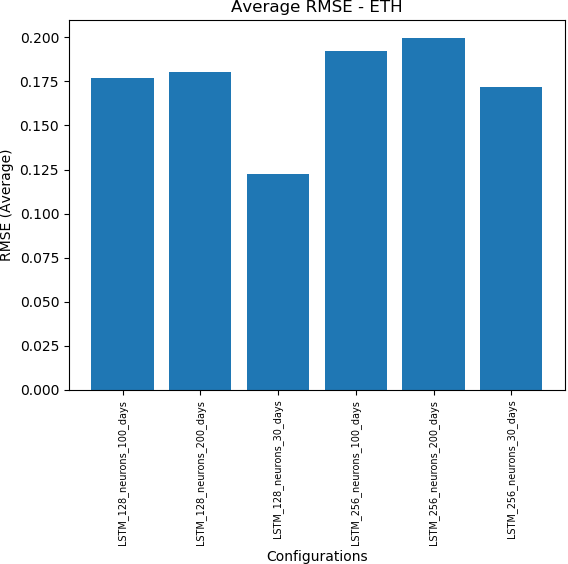 Average RMSE - ETH
RMSE (Average)
0.200
0.175
0.150
0.125
0.100
0.075
0.050
0.025
0.000
LSTM_128_neurons_100_days
LSTM_128_neurons_200_days
LSTM_128_neurons_30_days
LSTM_256_neurons_100_days
LSTM_256_neurons_200_days
LSTM_256_neurons_30_days
Configurations